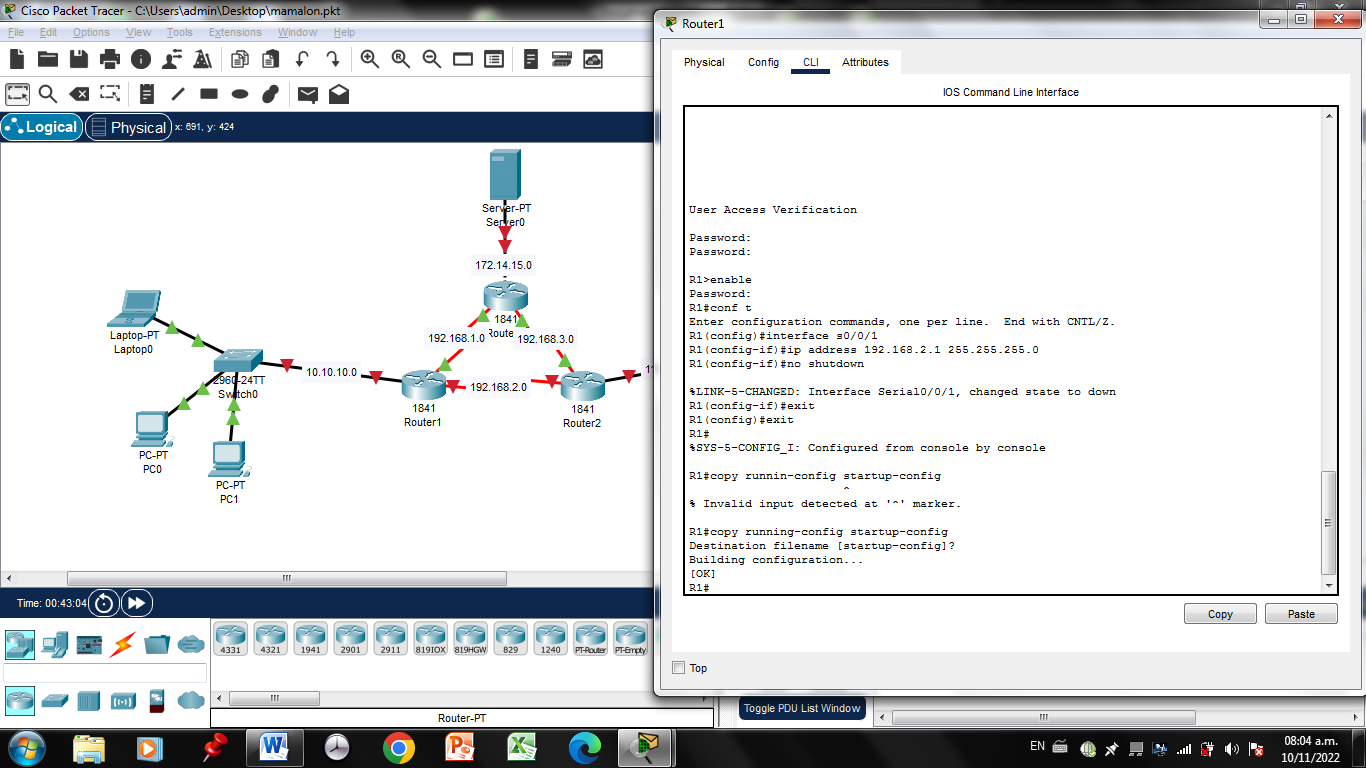 Cisco Packet Tracer - C:\Users\admin\Desktop\mamalon.pkt
File Edit Options View Tools Extensions Window Help
Logical
Physical
x: 691, y: 424
Server-PT
Server0
172.14.15.0
1841
192.168.1.0
192.168.3.0
Laptop-PT
Laptop0
2960-24TT
Switch0
10.10.10.0
192.168.2.0
1841
Router1
1841
Router2
PC-PT
PC0
PC-PT
PC1
Time: 00:43:04
4331 4321 1941 2901 2911 819IOX 819HGW 829 1240 PT-Router PT-Empty
Router-PT
Router1
Physical Config CLI Attributes
IOS Command Line Interface
User Access Verification
Password:
Password:
R1>enable
Password:
R1#conf t
Enter configuration commands, one per line.  End with CNTL/Z.
R1(config)#interface s0/0/1
R1(config-if)#ip address 192.168.2.1 255.255.255.0
R1(config-if)#no shutdown
%LINK-5-CHANGED: Interface Serial0/0/1, changed state to down
R1(config-if)#exit
R1(config)#exit
R1#
%SYS-5-CONFIG_I: Configured from console by console
R1#copy runnin-config startup-config
^
% Invalid input detected at '^' marker.
R1#copy running-config startup-config
Destination filename [startup-config]?
Building configuration...
[OK]
R1#
Copy Paste
Top
Toggle PDU List Window
EN
08:04 a.m.
10/11/2022